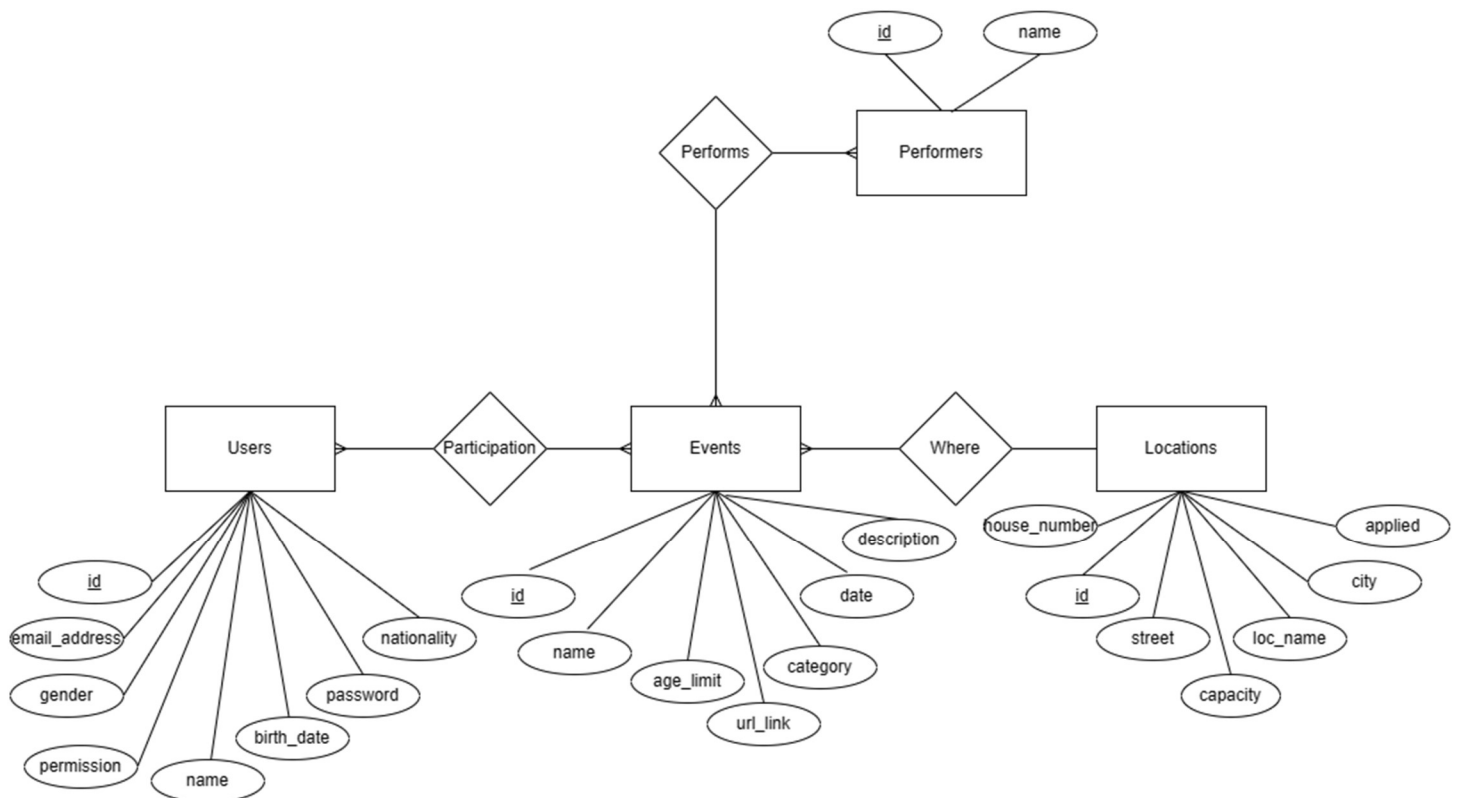 id
name
Performs
Performers
Users
Participation
Events
Where
Locations
house_number
applied
description
id
city
id
date
id
email_address
nationality
street
loc_name
name
category
age_limit
gender
password
capacity
url_link
birth_date
permission
name